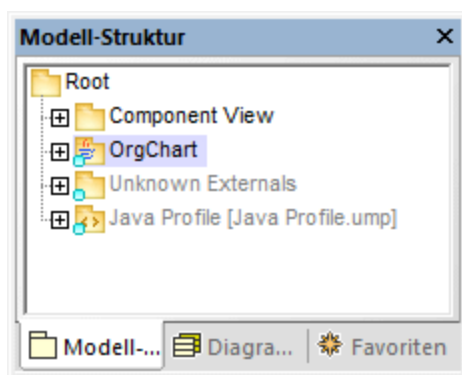 Modell-Struktur
Root
Component View
OrgChart
Unknown Externals
Java Profile [Java Profile.ump]
Modell-... Diagra... Favoriten